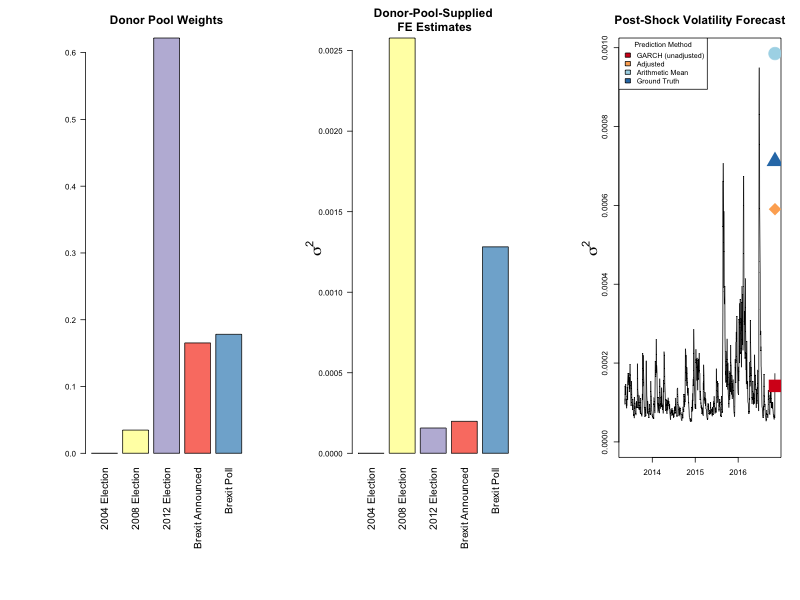 Donor Pool Weights
0.6
0.5
0.4
0.3
0.2
0.1
0.0
2004 Election
2008 Election
2012 Election
Brexit Announced
Brexit Poll
Donor-Pool-Supplied
FE Estimates
σ²
0.0025
0.0020
0.0015
0.0010
0.0005
0.0000
2004 Election
2008 Election
2012 Election
Brexit Announced
Brexit Poll
Post-Shock Volatility Forecast
Prediction Method
GARCH (unadjusted)
Adjusted
Arithmetic Mean
Ground Truth
σ²
0.0010
0.0008
0.0006
0.0004
0.0002
0.0000
2014
2015
2016